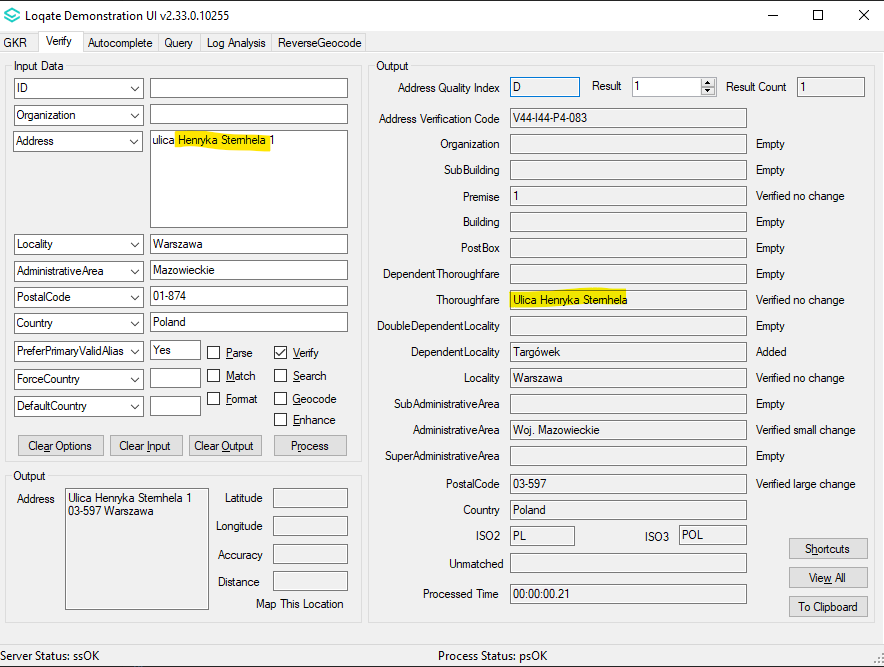 Loqate Demonstration UI v2.33.0.10255
GKR Verify Autocomplete Query Log Analysis ReverseGeocode
Input Data
ID
Organization
Address ulica Henryka Sternhela 1
Locality Warszawa
AdministrativeArea Mazowieckie
PostalCode 01-874
Country Poland
PreferPrimaryValidAlias Yes Parse Verify
ForceCountry Match Search
DefaultCountry Format Geocode
Enhance
Clear Options Clear Input Clear Output Process
Output
Address Ulica Henryka Sternhela 1
03-597 Warszawa
Latitude
Longitude
Accuracy
Distance
Map This Location
Output
Address Quality Index D Result 1 Result Count 1
Address Verification Code V44-I44-P4-083
Organization Empty
SubBuilding Empty
Premise 1 Verified no change
Building Empty
PostBox Empty
DependentThoroughfare Empty
Thoroughfare Ulica Henryka Sternhela Verified no change
DoubleDependentLocality Empty
DependentLocality Targówek Added
Locality Warszawa Verified no change
SubAdministrativeArea Empty
AdministrativeArea Woj. Mazowieckie Verified small change
SuperAdministrativeArea Empty
PostalCode 03-597 Verified large change
Country Poland
ISO2 PL ISO3 POL
Unmatched
Processed Time 00:00:00.21
Shortcuts
View All
To Clipboard
Server Status: ssOK Process Status: psOK